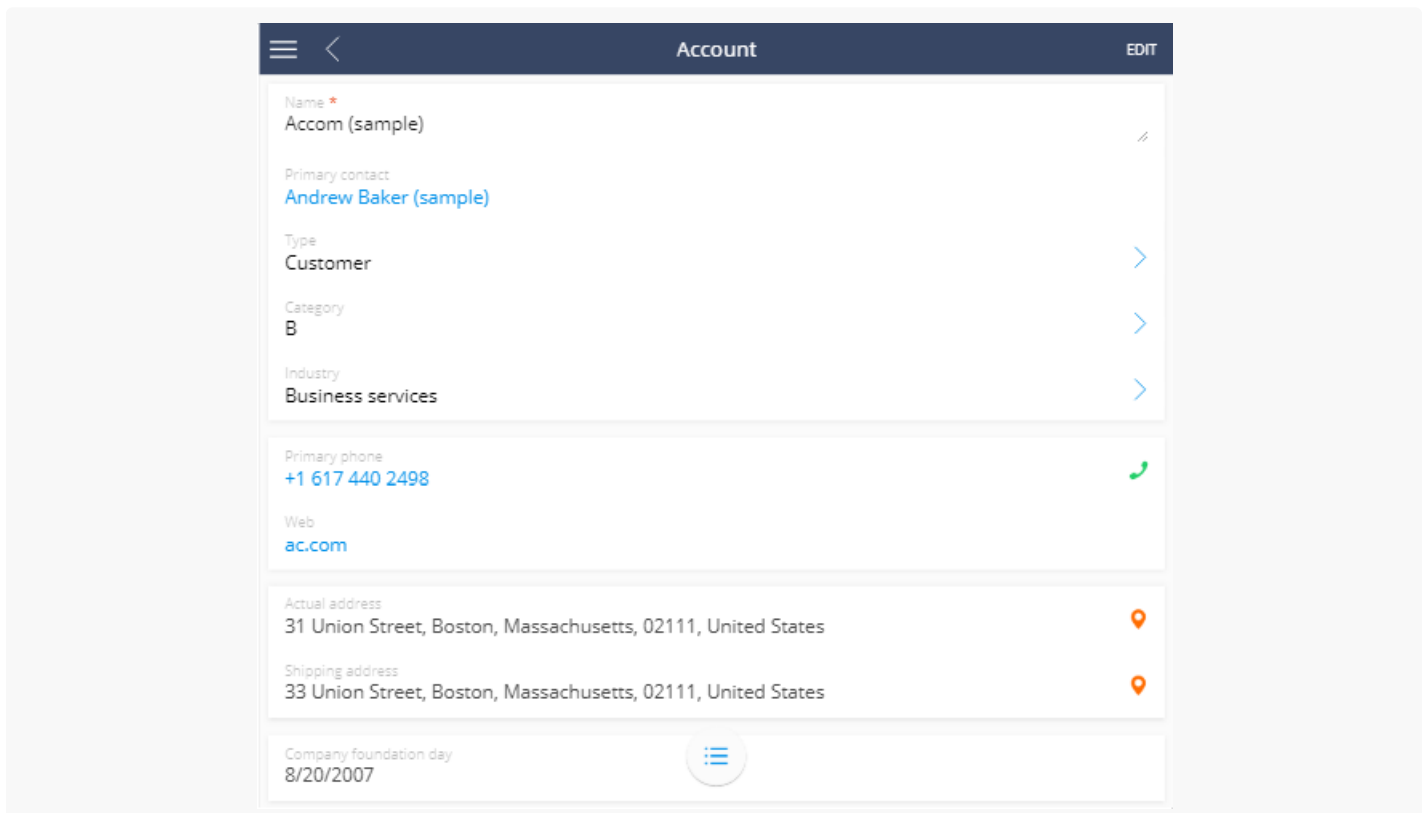 Account
EDIT
Name *
Accom (sample)
Primary contact
Andrew Baker (sample)
Type
Customer
Category
B
Industry
Business services
Primary phone
+1 617 440 2498
Web
ac.com
Actual address
31 Union Street, Boston, Massachusetts, 02111, United States
Shipping address
33 Union Street, Boston, Massachusetts, 02111, United States
Company foundation day
8/20/2007